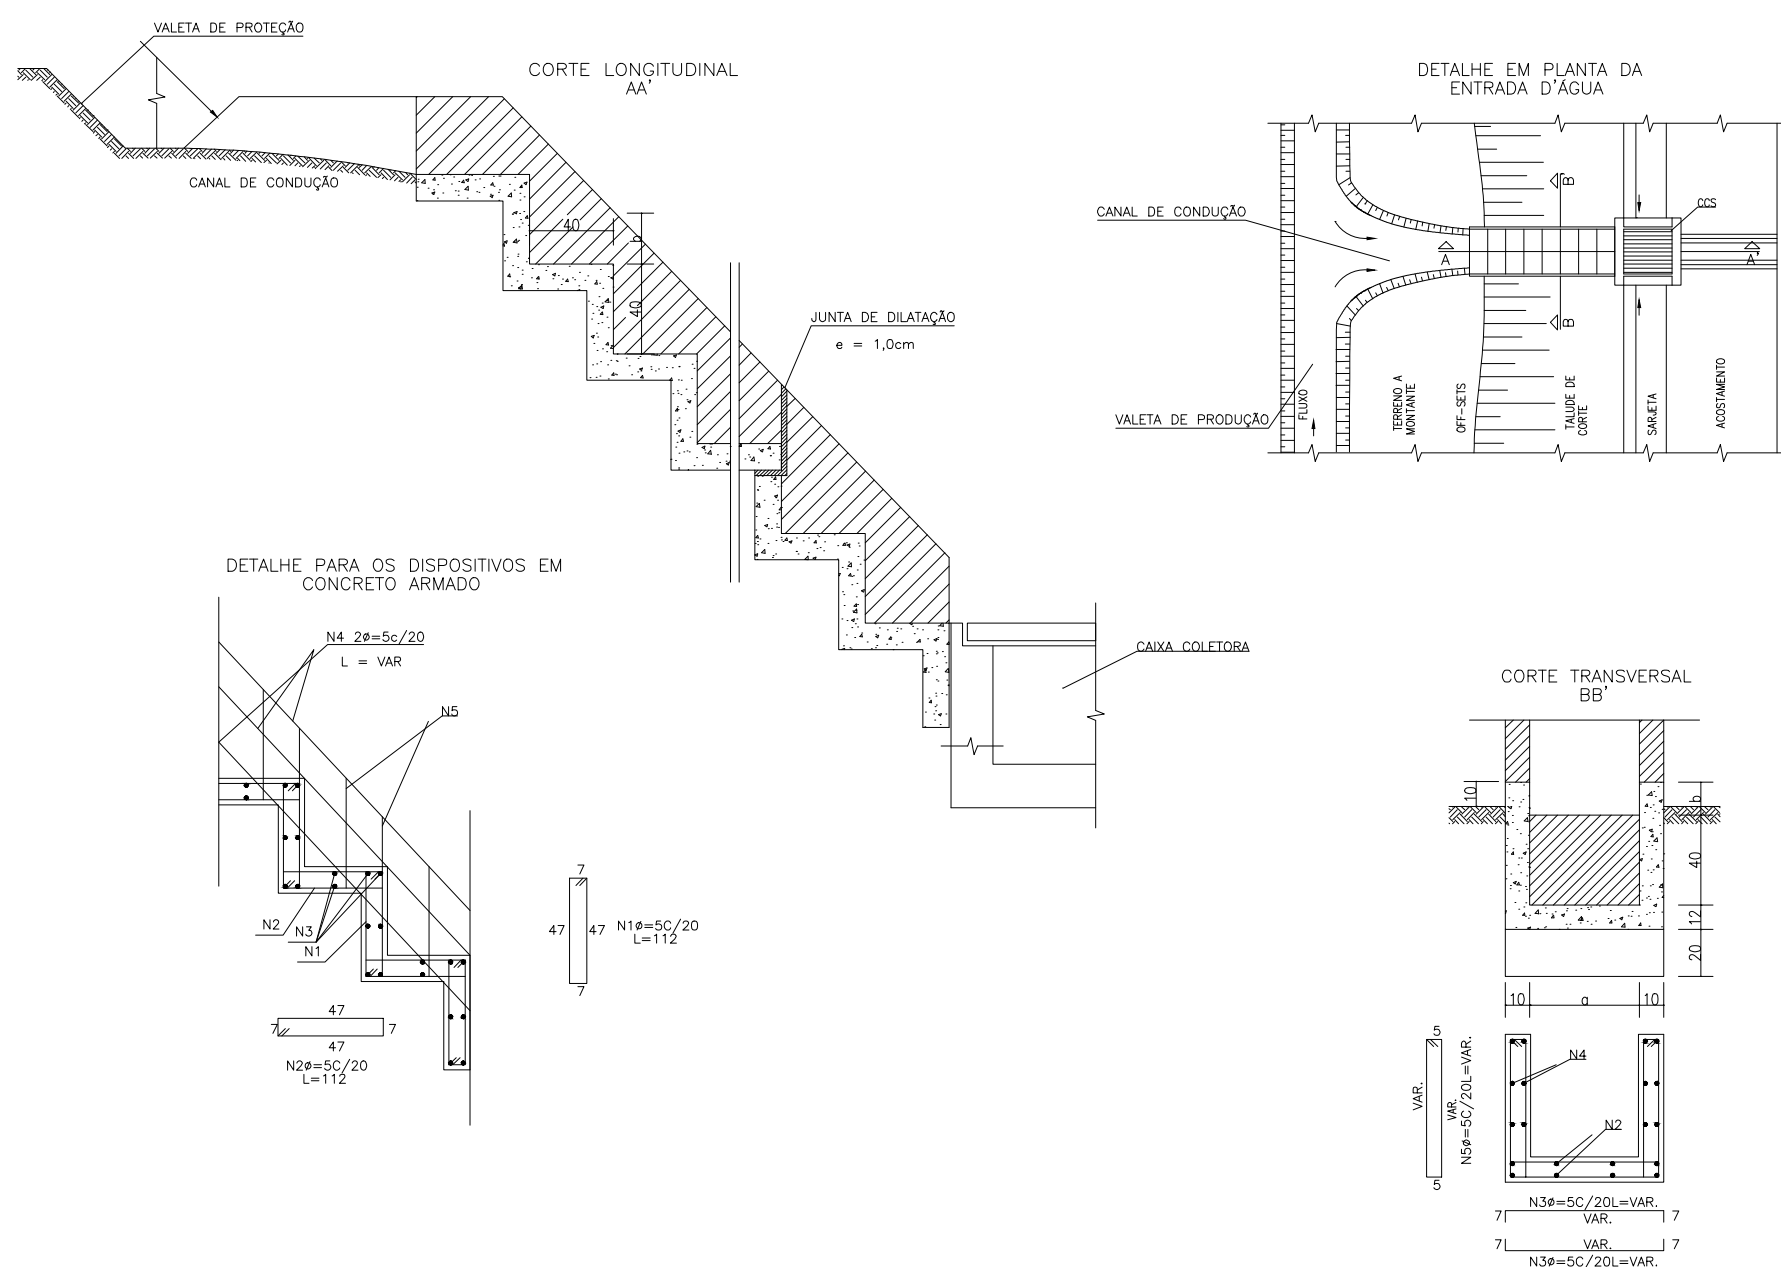 VALETA DE PROTEÇÃO
CORTE LONGITUDINAL
AA'
CANAL DE CONDUÇÃO
40
b
40
JUNTA DE DILATAÇÃO
e = 1,0cm
CAIXA COLETORA
DETALHE EM PLANTA DA
ENTRADA D'ÁGUA
CANAL DE CONDUÇÃO
VALETA DE PRODUÇÃO
CCS
B
A
A'
B
FLUXO
TERRENO A
MONTANTE
OFF-SETS
TALUDE DE
CORTE
SARJETA
ACOSTAMENTO
DETALHE PARA OS DISPOSITIVOS EM
CONCRETO ARMADO
N4 2ø=5c/20
L = VAR
N5
N2
N3
N1
7
47
47
N1ø=5C/20
L=112
7
47
7
7
47
N2ø=5C/20
L=112
CORTE TRANSVERSAL
BB'
10
b
40
12
20
10
a
10
5
VAR.
VAR.
N5ø=5C/20L=VAR.
5
N4
N2
N3ø=5C/20L=VAR.
7
VAR.
7
7
VAR.
7
N3ø=5C/20L=VAR.